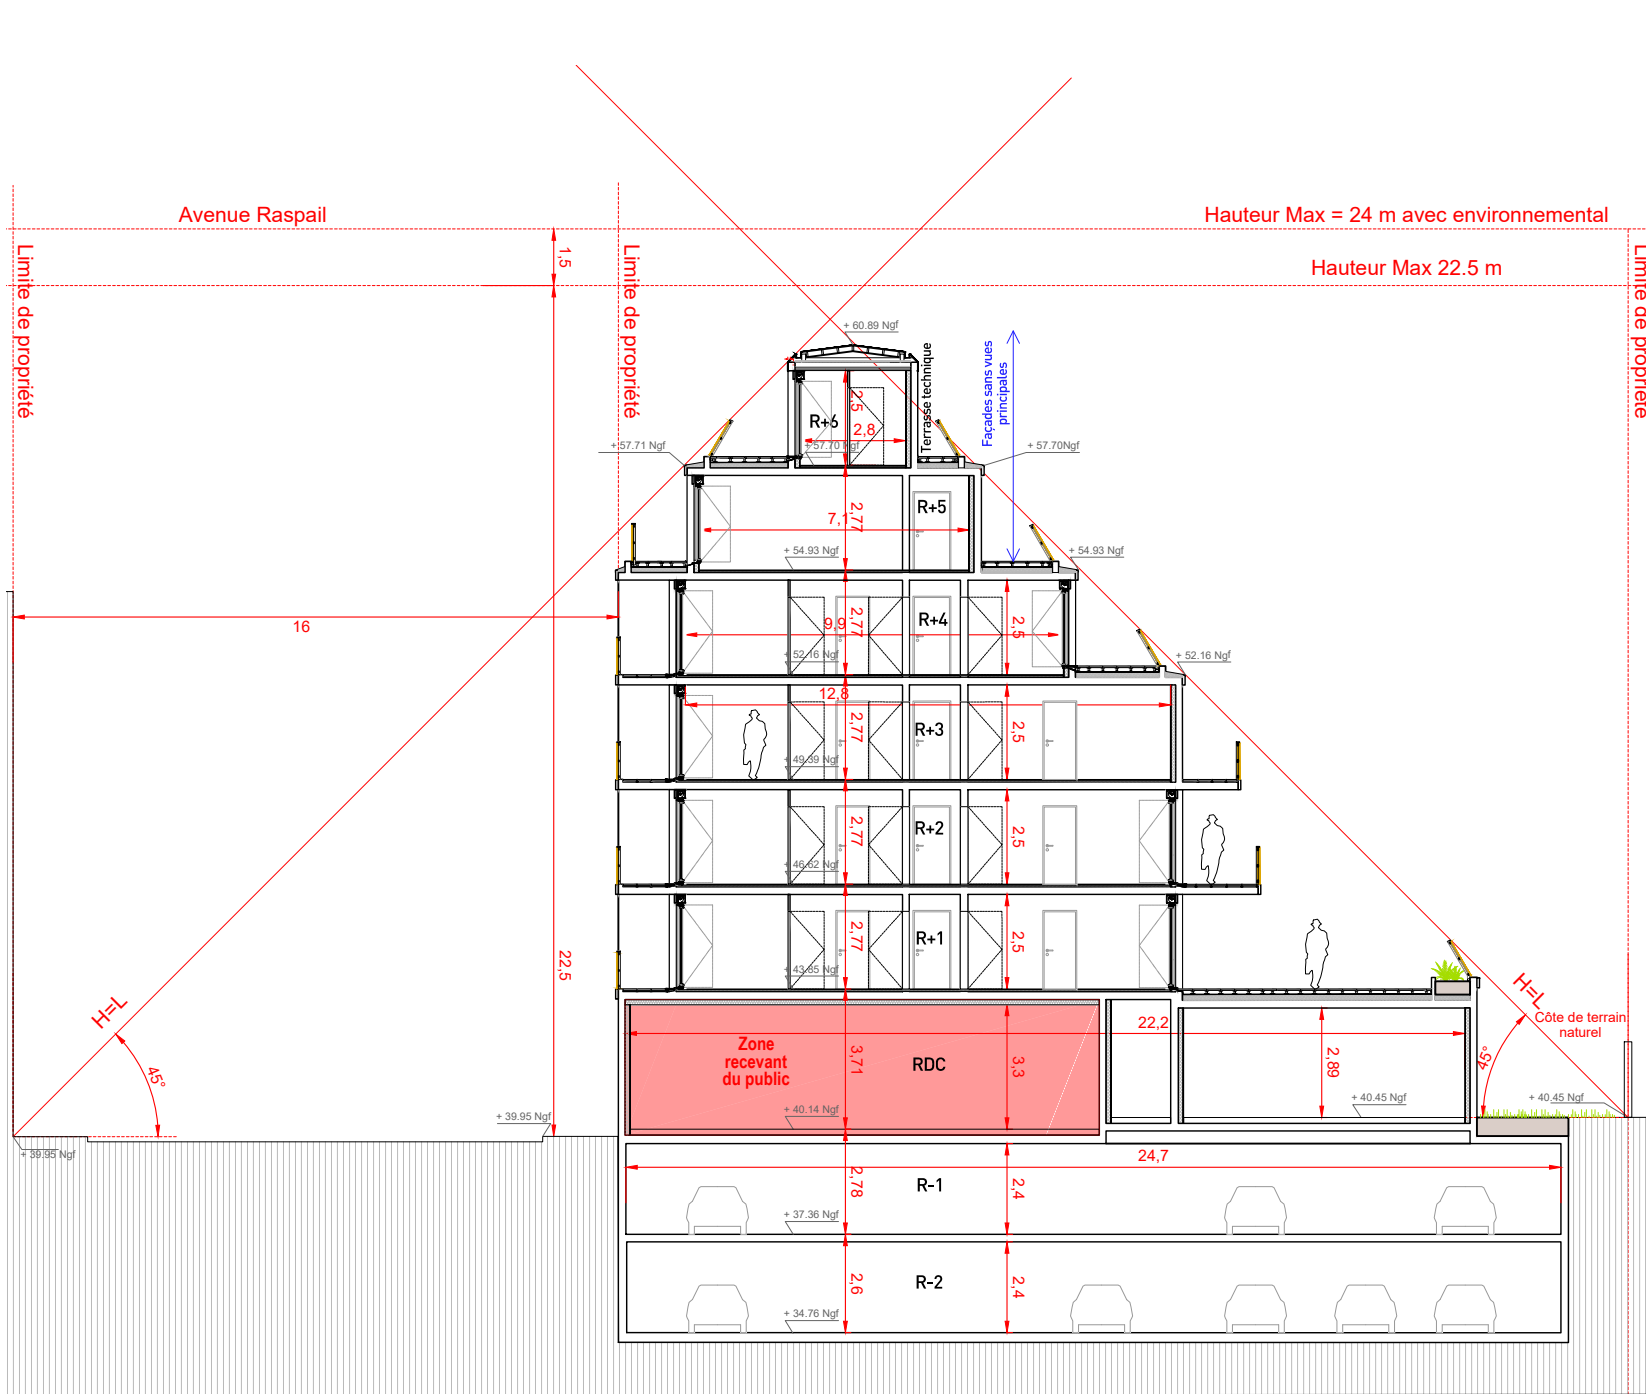 Avenue Raspail
Hauteur Max = 24 m avec environnemental
1,5
Hauteur Max 22.5 m
Limite de propriété
Limite de propriété
Limite de propriété
+ 60.89 Ngf
Terrasse technique
Façades sans vues
principales
R+6
2,5
2,8
+ 57.71 Ngf
+ 57.70 Ngf
+ 57.70Ngf
R+5
7,1
2,77
+ 54.93 Ngf
+ 54.93 Ngf
16
R+4
9,9
2,77
2,5
+ 52.16 Ngf
+ 52.16 Ngf
12,8
R+3
2,77
2,5
+ 49.39 Ngf
R+2
2,77
2,5
+ 46.62 Ngf
R+1
2,77
2,5
+ 43.85 Ngf
22,5
H=L
45°
H=L
45°
Côte de terrain
naturel
22,2
Zone
recevant
du public
RDC
3,71
3,3
2,89
+ 40.14 Ngf
+ 40.45 Ngf
+ 40.45 Ngf
+ 39.95 Ngf
+ 39.95 Ngf
24,7
R-1
2,78
2,4
+ 37.36 Ngf
R-2
2,6
2,4
+ 34.76 Ngf